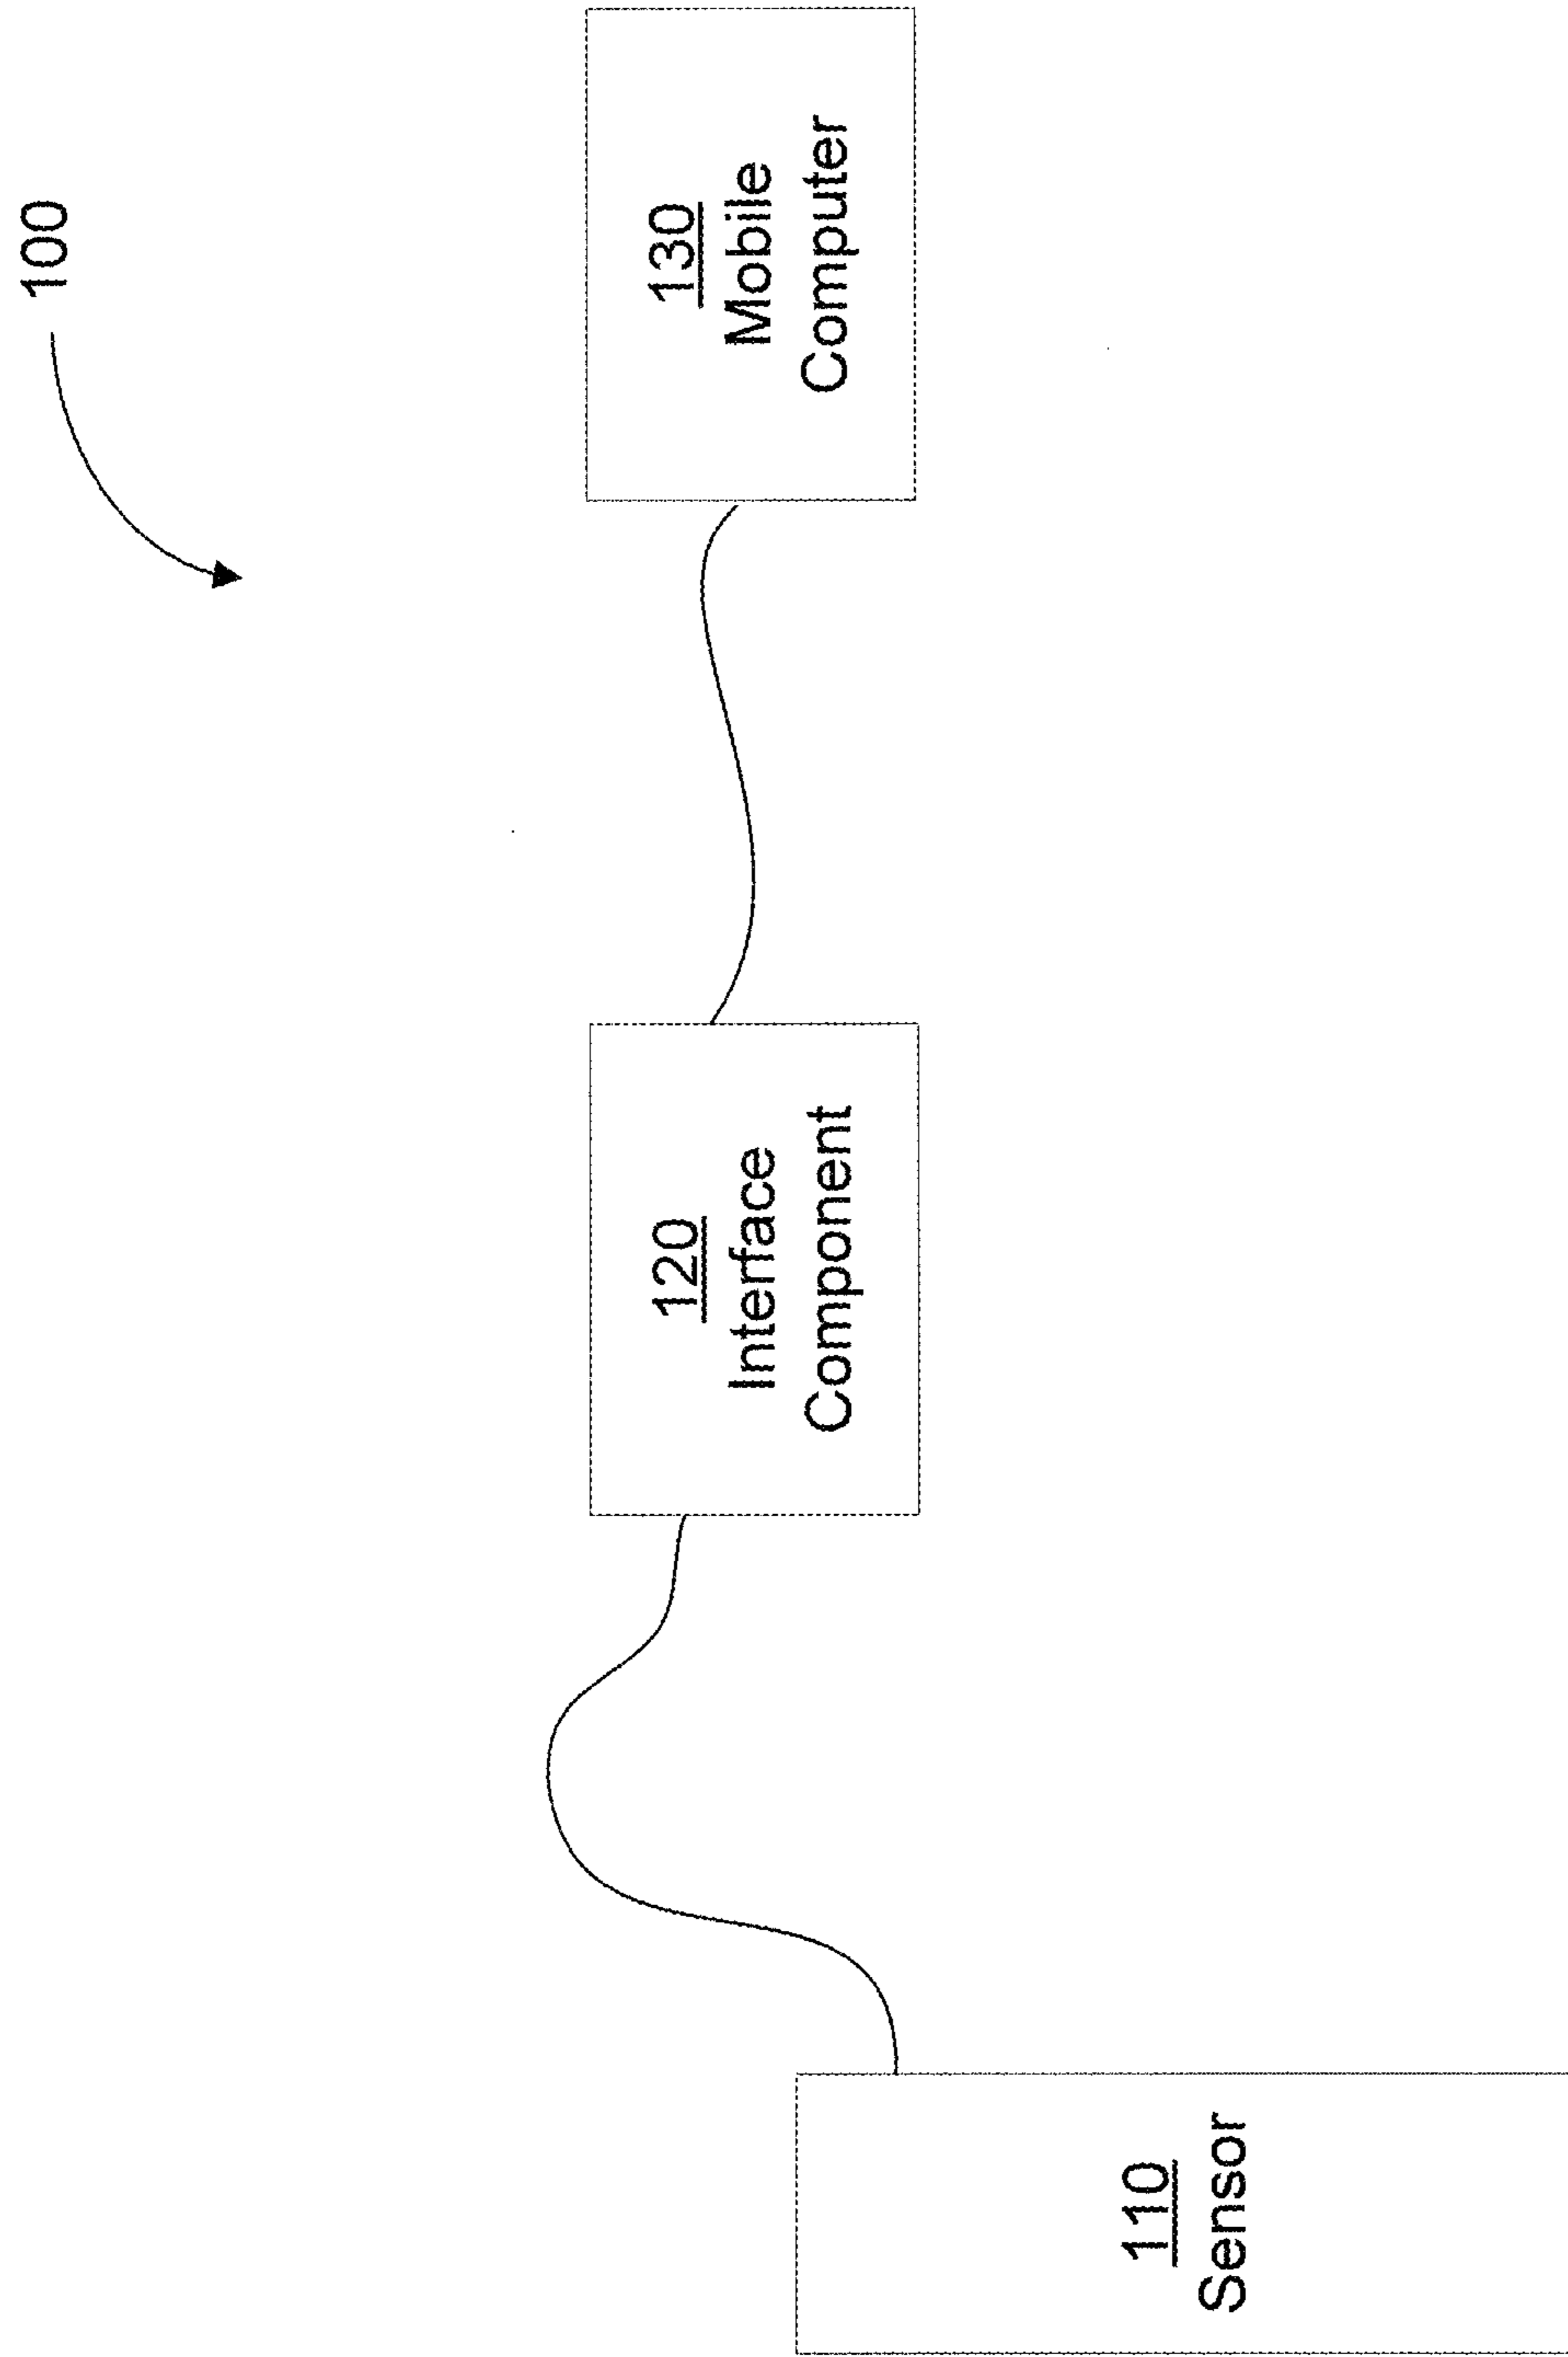 100
110
Sensor
120
Interface
Component
130
Mobile
Computer